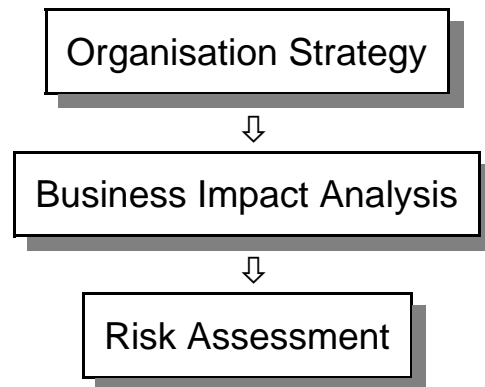 Organisation Strategy
Business Impact Analysis
Risk Assessment